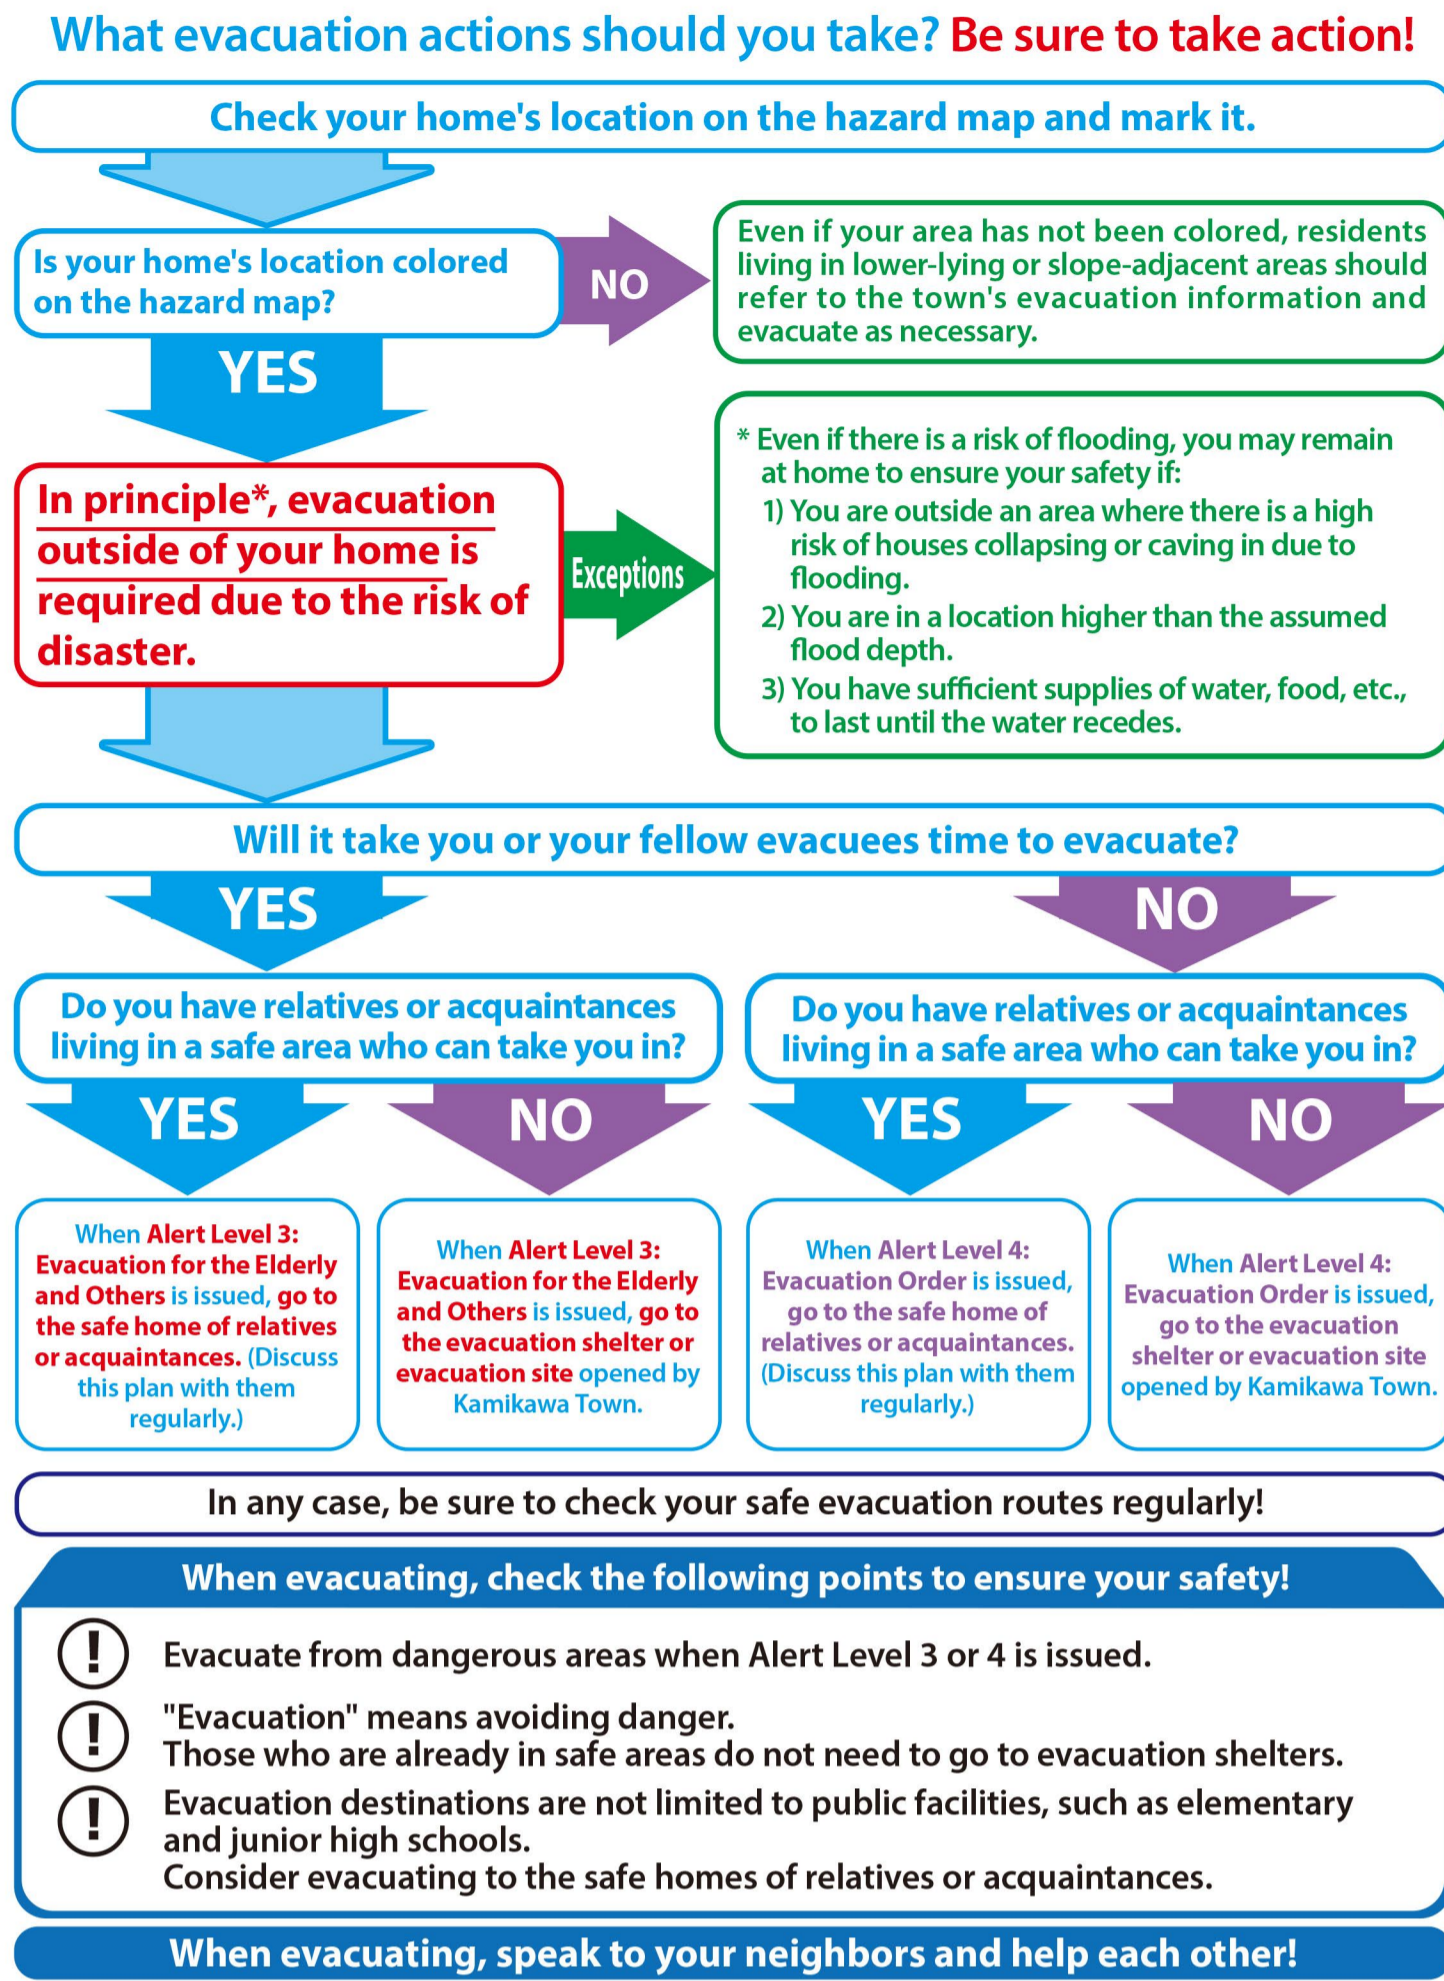 What evacuation actions should you take? Be sure to take action!
Check your home's location on the hazard map and mark it.
Is your home's location colored
on the hazard map?
NO
Even if your area has not been colored, residents
living in lower-lying or slope-adjacent areas should
refer to the town's evacuation information and
evacuate as necessary.
YES
In principle*, evacuation
outside of your home is
required due to the risk of
disaster.
Exceptions
* Even if there is a risk of flooding, you may remain
at home to ensure your safety if:
1) You are outside an area where there is a high
risk of houses collapsing or caving in due to
flooding.
2) You are in a location higher than the assumed
flood depth.
3) You have sufficient supplies of water, food, etc.,
to last until the water recedes.
Will it take you or your fellow evacuees time to evacuate?
YES
NO
Do you have relatives or acquaintances
living in a safe area who can take you in?
Do you have relatives or acquaintances
living in a safe area who can take you in?
YES
NO
YES
NO
When Alert Level 3:
Evacuation for the Elderly
and Others is issued, go to
the safe home of relatives
or acquaintances. (Discuss
this plan with them
regularly.)
When Alert Level 3:
Evacuation for the Elderly
and Others is issued, go to
the evacuation shelter or
evacuation site opened by
Kamikawa Town.
When Alert Level 4:
Evacuation Order is issued,
go to the safe home of
relatives or acquaintances.
(Discuss this plan with them
regularly.)
When Alert Level 4:
Evacuation Order is issued,
go to the evacuation
shelter or evacuation site
opened by Kamikawa Town.
In any case, be sure to check your safe evacuation routes regularly!
When evacuating, check the following points to ensure your safety!
! Evacuate from dangerous areas when Alert Level 3 or 4 is issued.
! "Evacuation" means avoiding danger.
Those who are already in safe areas do not need to go to evacuation shelters.
! Evacuation destinations are not limited to public facilities, such as elementary
and junior high schools.
Consider evacuating to the safe homes of relatives or acquaintances.
When evacuating, speak to your neighbors and help each other!